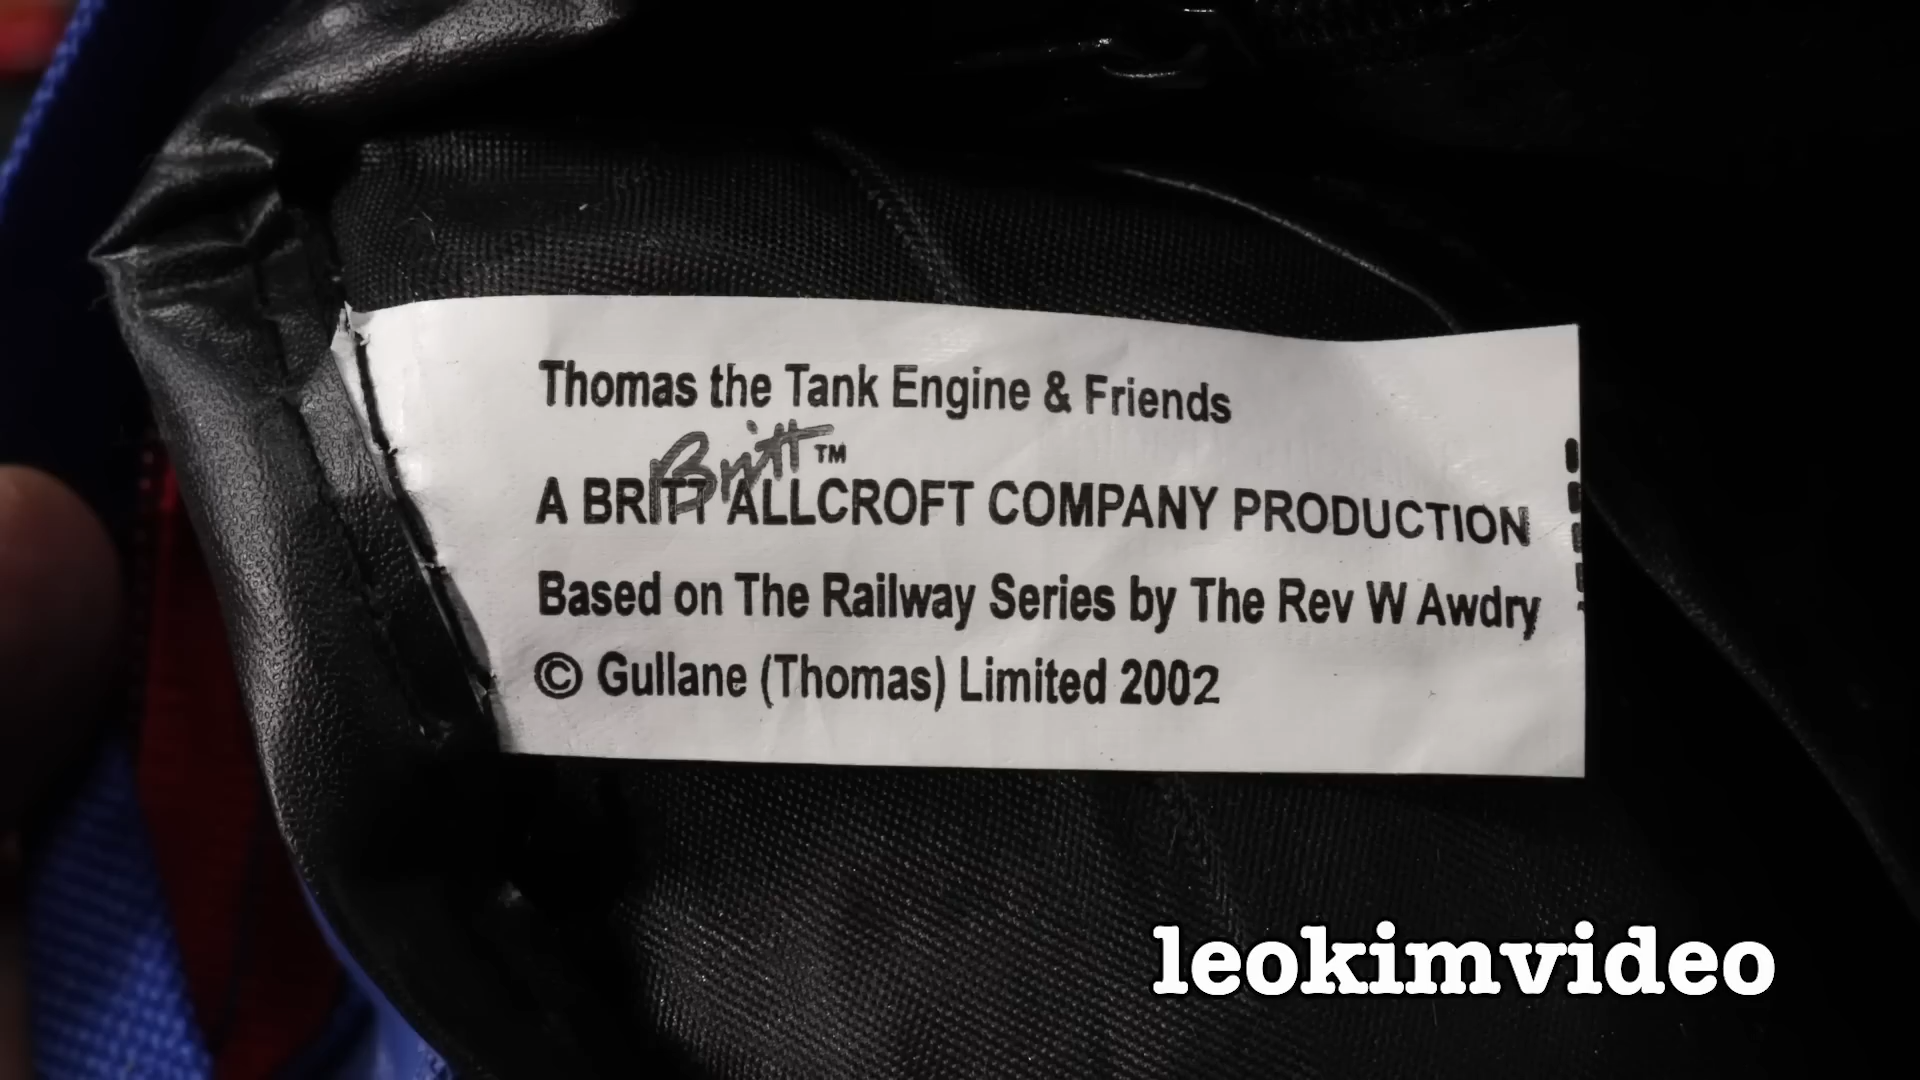 Thomas the Tank Engine & Friends
Britt™
A BRITT ALLCROFT COMPANY PRODUCTION
Based on The Railway Series by The Rev W Awdry
© Gullane (Thomas) Limited 2002
leokimvideo